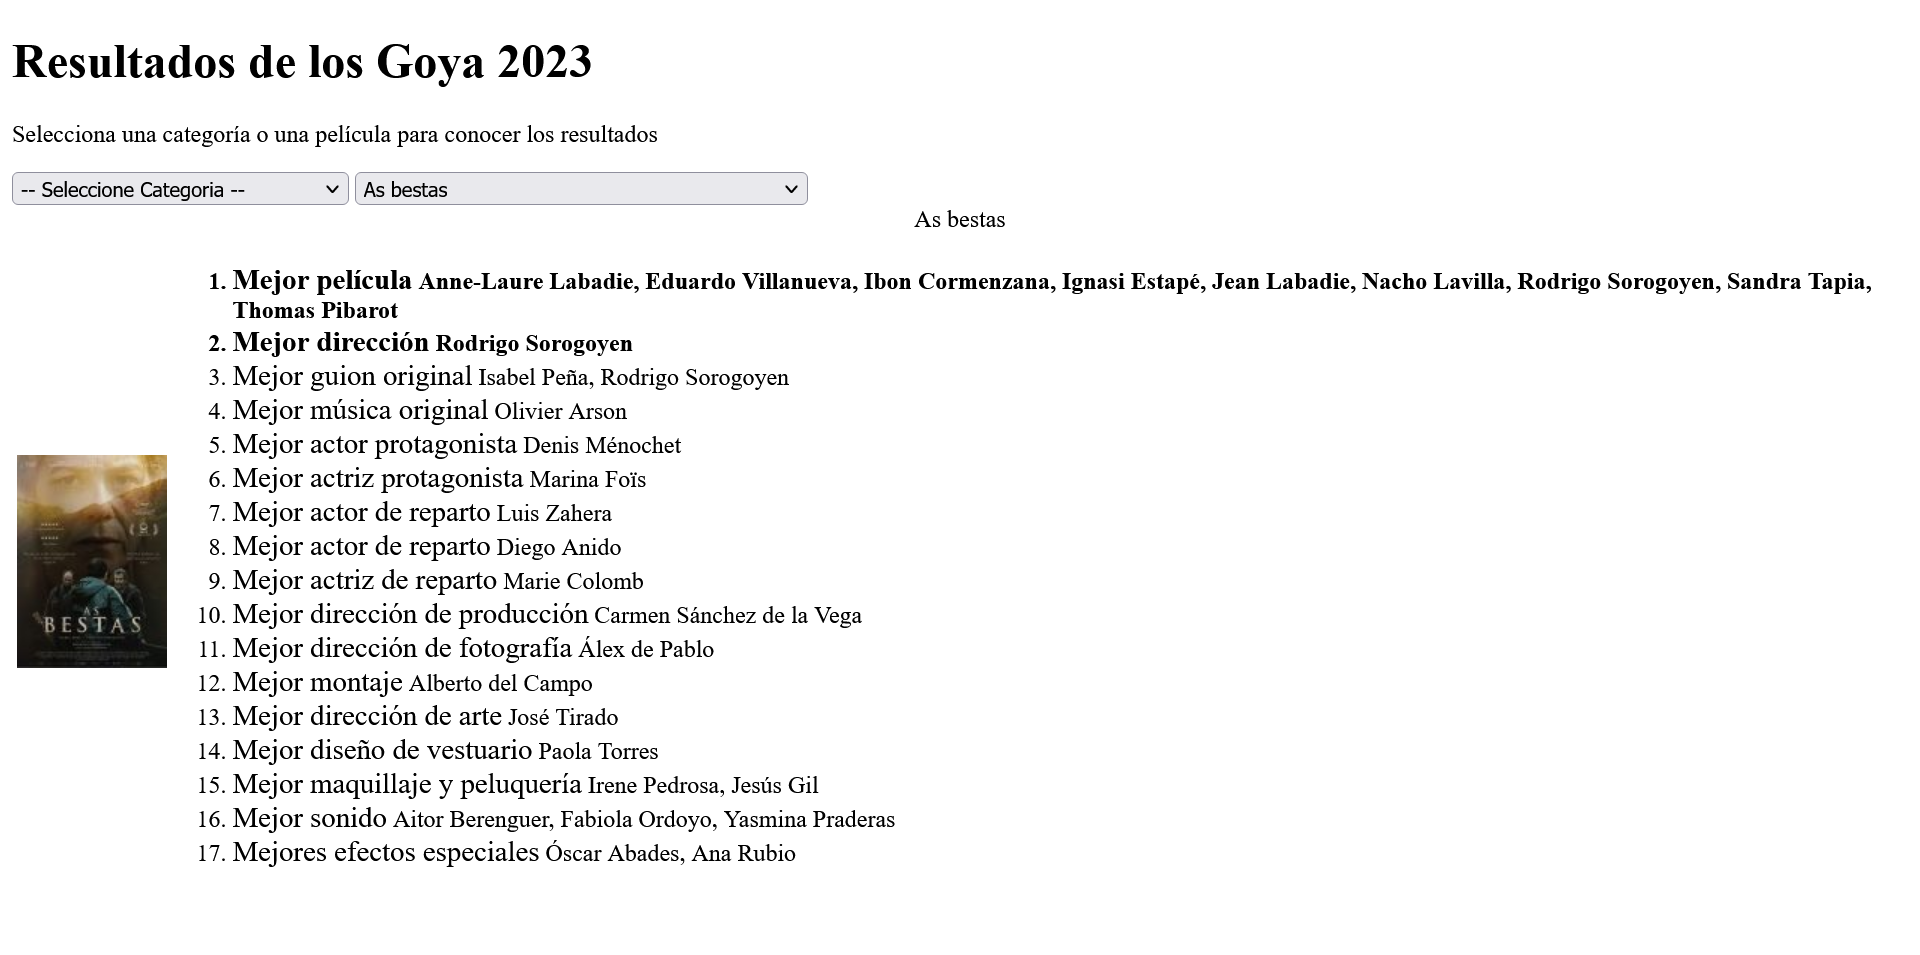 Resultados de los Goya 2023
Selecciona una categoría o una película para conocer los resultados
-- Seleccione Categoria -- As bestas
As bestas
1. Mejor película Anne-Laure Labadie, Eduardo Villanueva, Ibon Cormenzana, Ignasi Estapé, Jean Labadie, Nacho Lavilla, Rodrigo Sorogoyen, Sandra Tapia,
Thomas Pibarot
2. Mejor dirección Rodrigo Sorogoyen
3. Mejor guion original Isabel Peña, Rodrigo Sorogoyen
4. Mejor música original Olivier Arson
5. Mejor actor protagonista Denis Ménochet
6. Mejor actriz protagonista Marina Foïs
7. Mejor actor de reparto Luis Zahera
8. Mejor actor de reparto Diego Anido
9. Mejor actriz de reparto Marie Colomb
10. Mejor dirección de producción Carmen Sánchez de la Vega
11. Mejor dirección de fotografía Álex de Pablo
12. Mejor montaje Alberto del Campo
13. Mejor dirección de arte José Tirado
14. Mejor diseño de vestuario Paola Torres
15. Mejor maquillaje y peluquería Irene Pedrosa, Jesús Gil
16. Mejor sonido Aitor Berenguer, Fabiola Ordoyo, Yasmina Praderas
17. Mejores efectos especiales Óscar Abades, Ana Rubio
AS
BESTAS